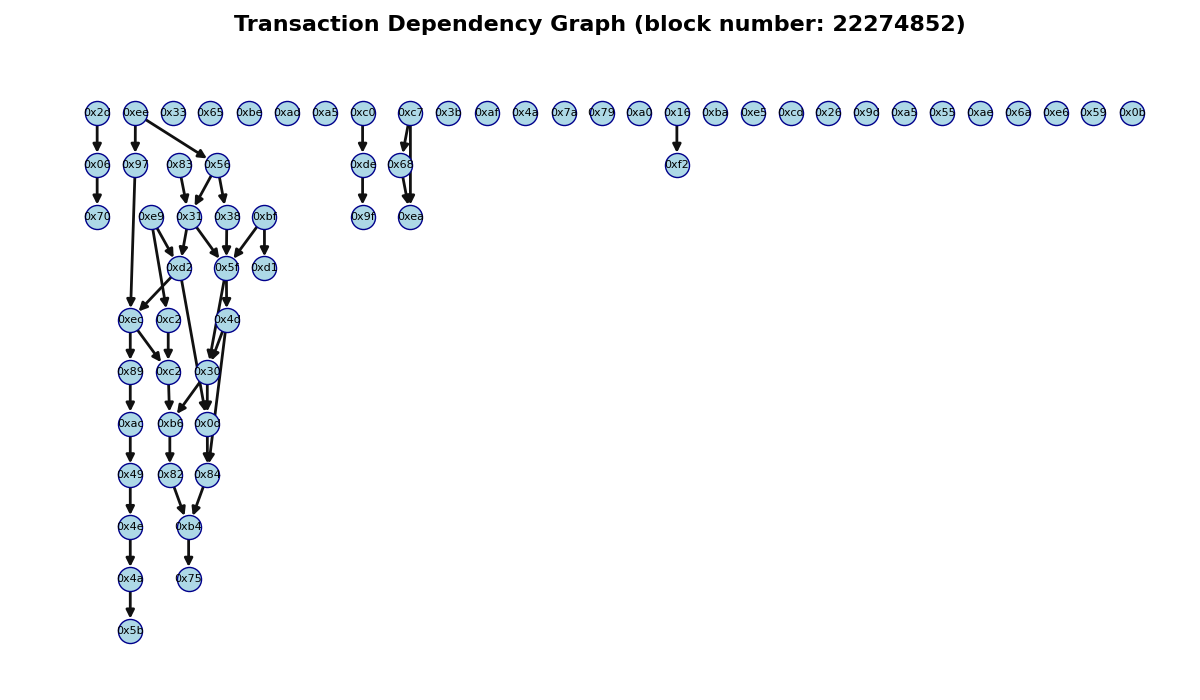 Transaction Dependency Graph (block number: 22274852)
0x2d 0xee 0x33 0x65 0xbe 0xad 0xa5 0xc0 0xc7 0x3b 0xaf 0x4a 0x7a 0x79 0xa0 0x16 0xba 0xe5 0xcd 0x26 0x9d 0xa5 0x55 0xae 0x6a 0xe6 0x59 0x0b
0x06 0x97 0x83 0x56 0xde 0x68 0xf2
0x70 0xe9 0x31 0x38 0xbf 0x9f 0xea
0xd2 0x5f 0xd1
0xec 0xc2 0x4d
0x89 0xc2 0x30
0xac 0xb6 0x0d
0x49 0x82 0x84
0x4e 0xb4
0x4a 0x75
0x5b